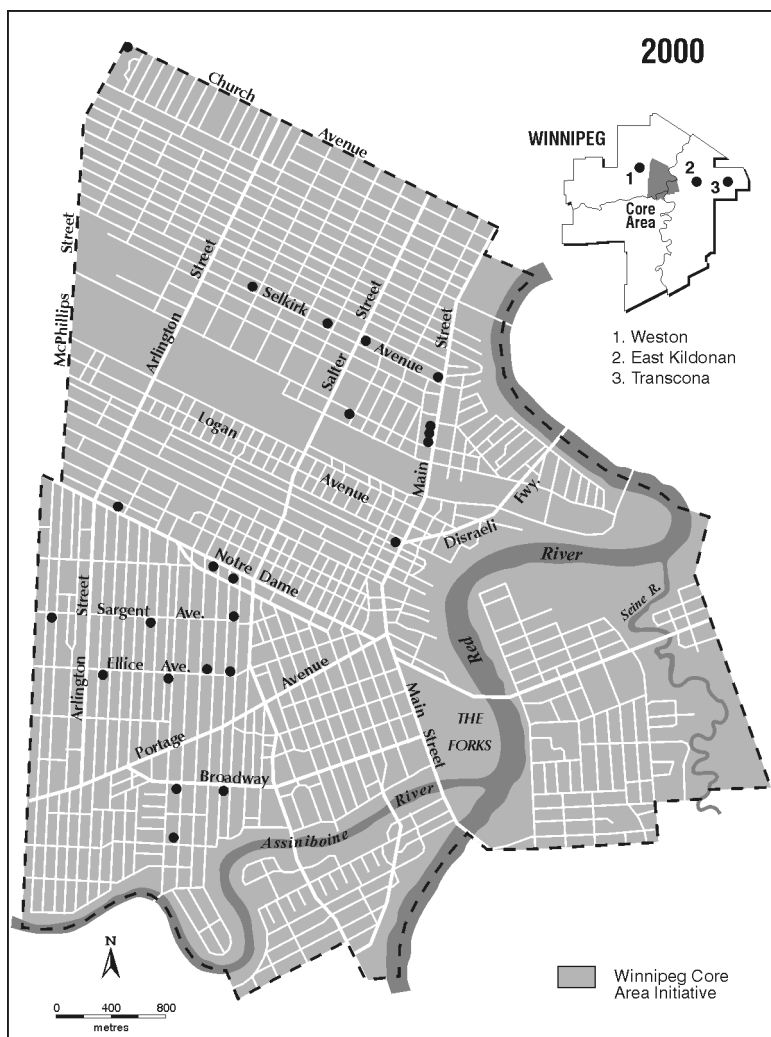 2000
Church
Avenue
WINNIPEG
1
2
3
Core
Area
1. Weston
2. East Kildonan
3. Transcona
McPhillips
Street
Arlington
Street
Selkirk
Avenue
Salter
Street
Main
Street
Logan
Avenue
Disraeli
Fwy.
Notre Dame
Sargent Ave.
Ellice Ave.
Arlington
Street
Portage
Avenue
Broadway
Main Street
THE
FORKS
Red
River
Seine R.
Assiniboine
River
N
0 400 800
metres
Winnipeg Core
Area Initiative